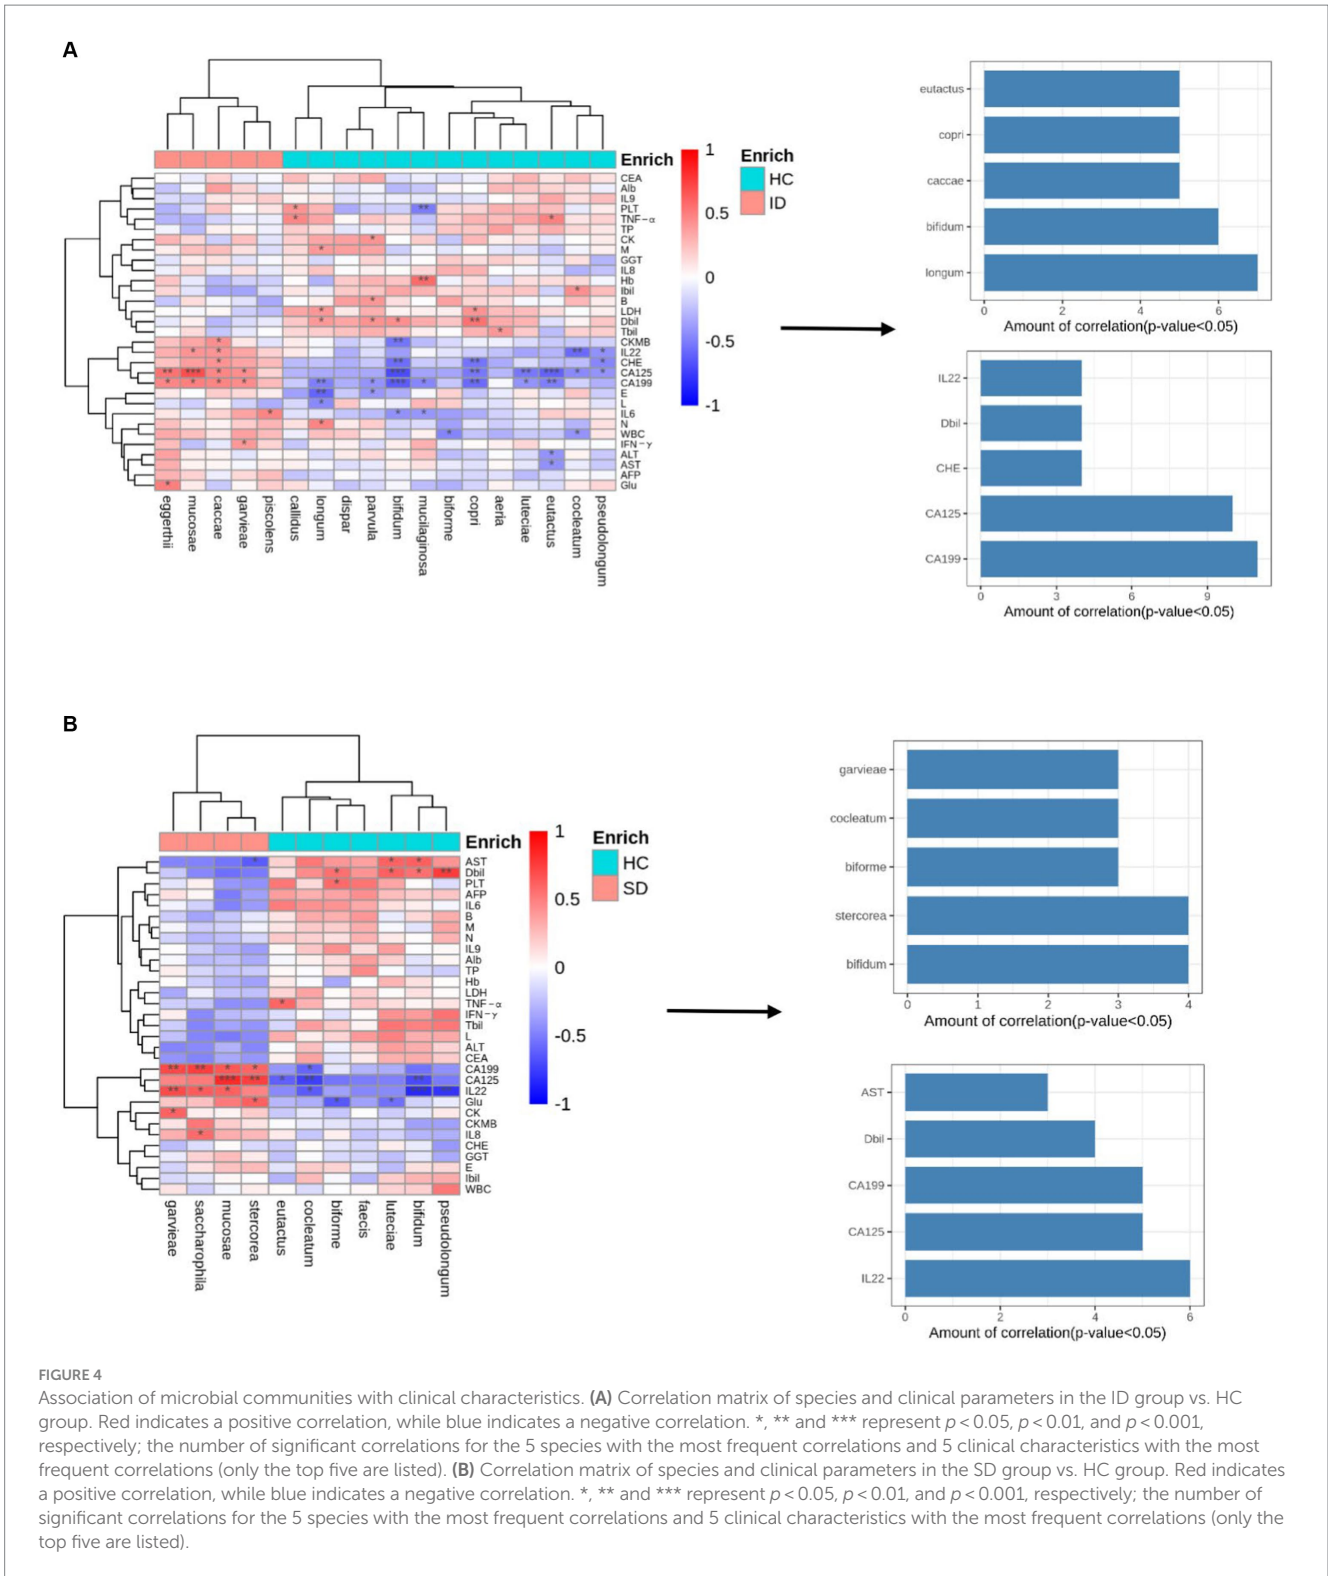 A
Enrich
CEA
Alb
IL9
PLT
TNF-α
TP
CK
M
GGT
IL8
Hb
Ibil
B
LDH
Dbil
Tbil
CKMB
IL22
CHE
CA125
CA199
E
L
IL6
N
WBC
IFN-γ
ALT
AST
AFP
Glu
eggerthii
mucosae
caccae
garvieae
piscolens
callidus
longum
dispar
parvula
bifidum
mucilaginosa
biforme
copri
aeria
luteciae
eutactus
cocleatum
pseudolongum
1
0.5
0
-0.5
-1
Enrich
HC
ID
eutactus
copri
caccae
bifidum
longum
0 2 4 6
Amount of correlation(p-value<0.05)
IL22
Dbil
CHE
CA125
CA199
0 3 6 9
Amount of correlation(p-value<0.05)
B
Enrich
AST
Dbil
PLT
AFP
IL6
B
M
N
IL9
Alb
TP
Hb
LDH
TNF-α
IFN-γ
Tbil
L
ALT
CEA
CA199
CA125
IL22
Glu
CK
CKMB
IL8
CHE
GGT
E
Ibil
WBC
garvieae
saccharophila
mucosae
stercorea
eutactus
cocleatum
biforme
faecis
luteciae
bifidum
pseudolongum
1
0.5
0
-0.5
-1
Enrich
HC
SD
garvieae
cocleatum
biforme
stercorea
bifidum
0 1 2 3 4
Amount of correlation(p-value<0.05)
AST
Dbil
CA199
CA125
IL22
0 2 4 6
Amount of correlation(p-value<0.05)
FIGURE 4
Association of microbial communities with clinical characteristics. (A) Correlation matrix of species and clinical parameters in the ID group vs. HC
group. Red indicates a positive correlation, while blue indicates a negative correlation. *, ** and *** represent p < 0.05, p < 0.01, and p < 0.001,
respectively; the number of significant correlations for the 5 species with the most frequent correlations and 5 clinical characteristics with the most
frequent correlations (only the top five are listed). (B) Correlation matrix of species and clinical parameters in the SD group vs. HC group. Red indicates
a positive correlation, while blue indicates a negative correlation. *, ** and *** represent p < 0.05, p < 0.01, and p < 0.001, respectively; the number of
significant correlations for the 5 species with the most frequent correlations and 5 clinical characteristics with the most frequent correlations (only the
top five are listed).